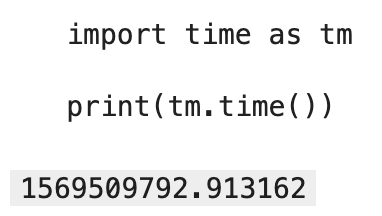 import time as tm
print(tm.time())
1569509792.913162